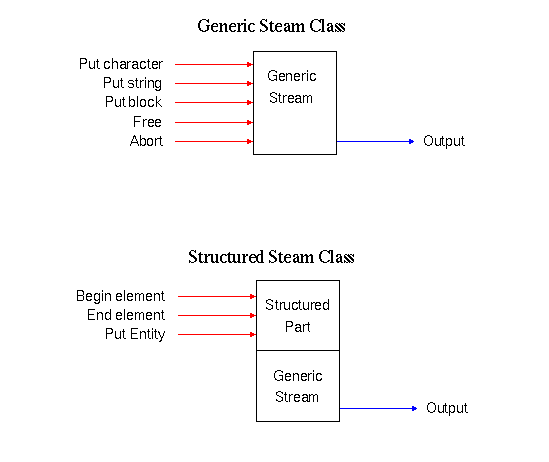 Generic Steam Class
Put character
Put string
Put block
Free
Abort
Generic
Stream
Output
Structured Steam Class
Begin element
End element
Put Entity
Structured
Part
Generic
Stream
Output